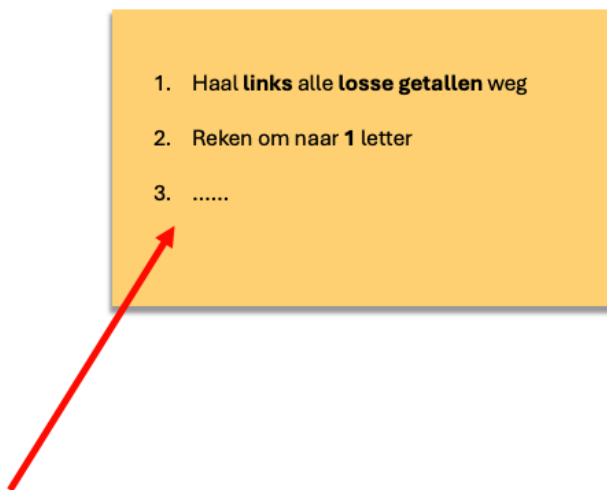 1. Haal links alle losse getallen weg
2. Reken om naar 1 letter
3. ......